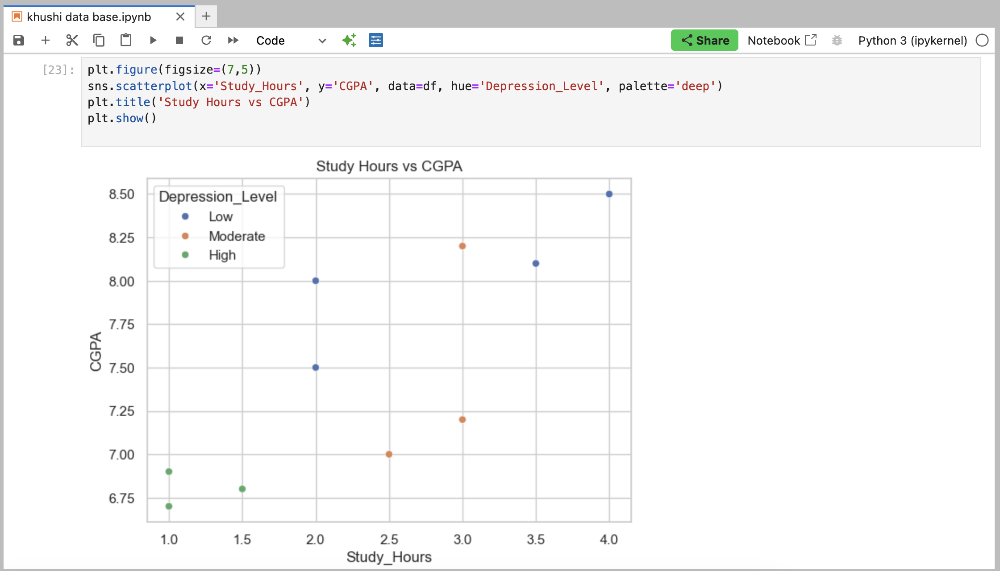 khushi data base.ipynb
Code
Share
Notebook
Python 3 (ipykernel)
[23]:
plt.figure(figsize=(7,5))
sns.scatterplot(x='Study_Hours', y='CGPA', data=df, hue='Depression_Level', palette='deep')
plt.title('Study Hours vs CGPA')
plt.show()
Study Hours vs CGPA
Depression_Level
Low
Moderate
High
8.50
8.25
8.00
7.75
7.50
7.25
7.00
6.75
CGPA
1.0 1.5 2.0 2.5 3.0 3.5 4.0
Study_Hours